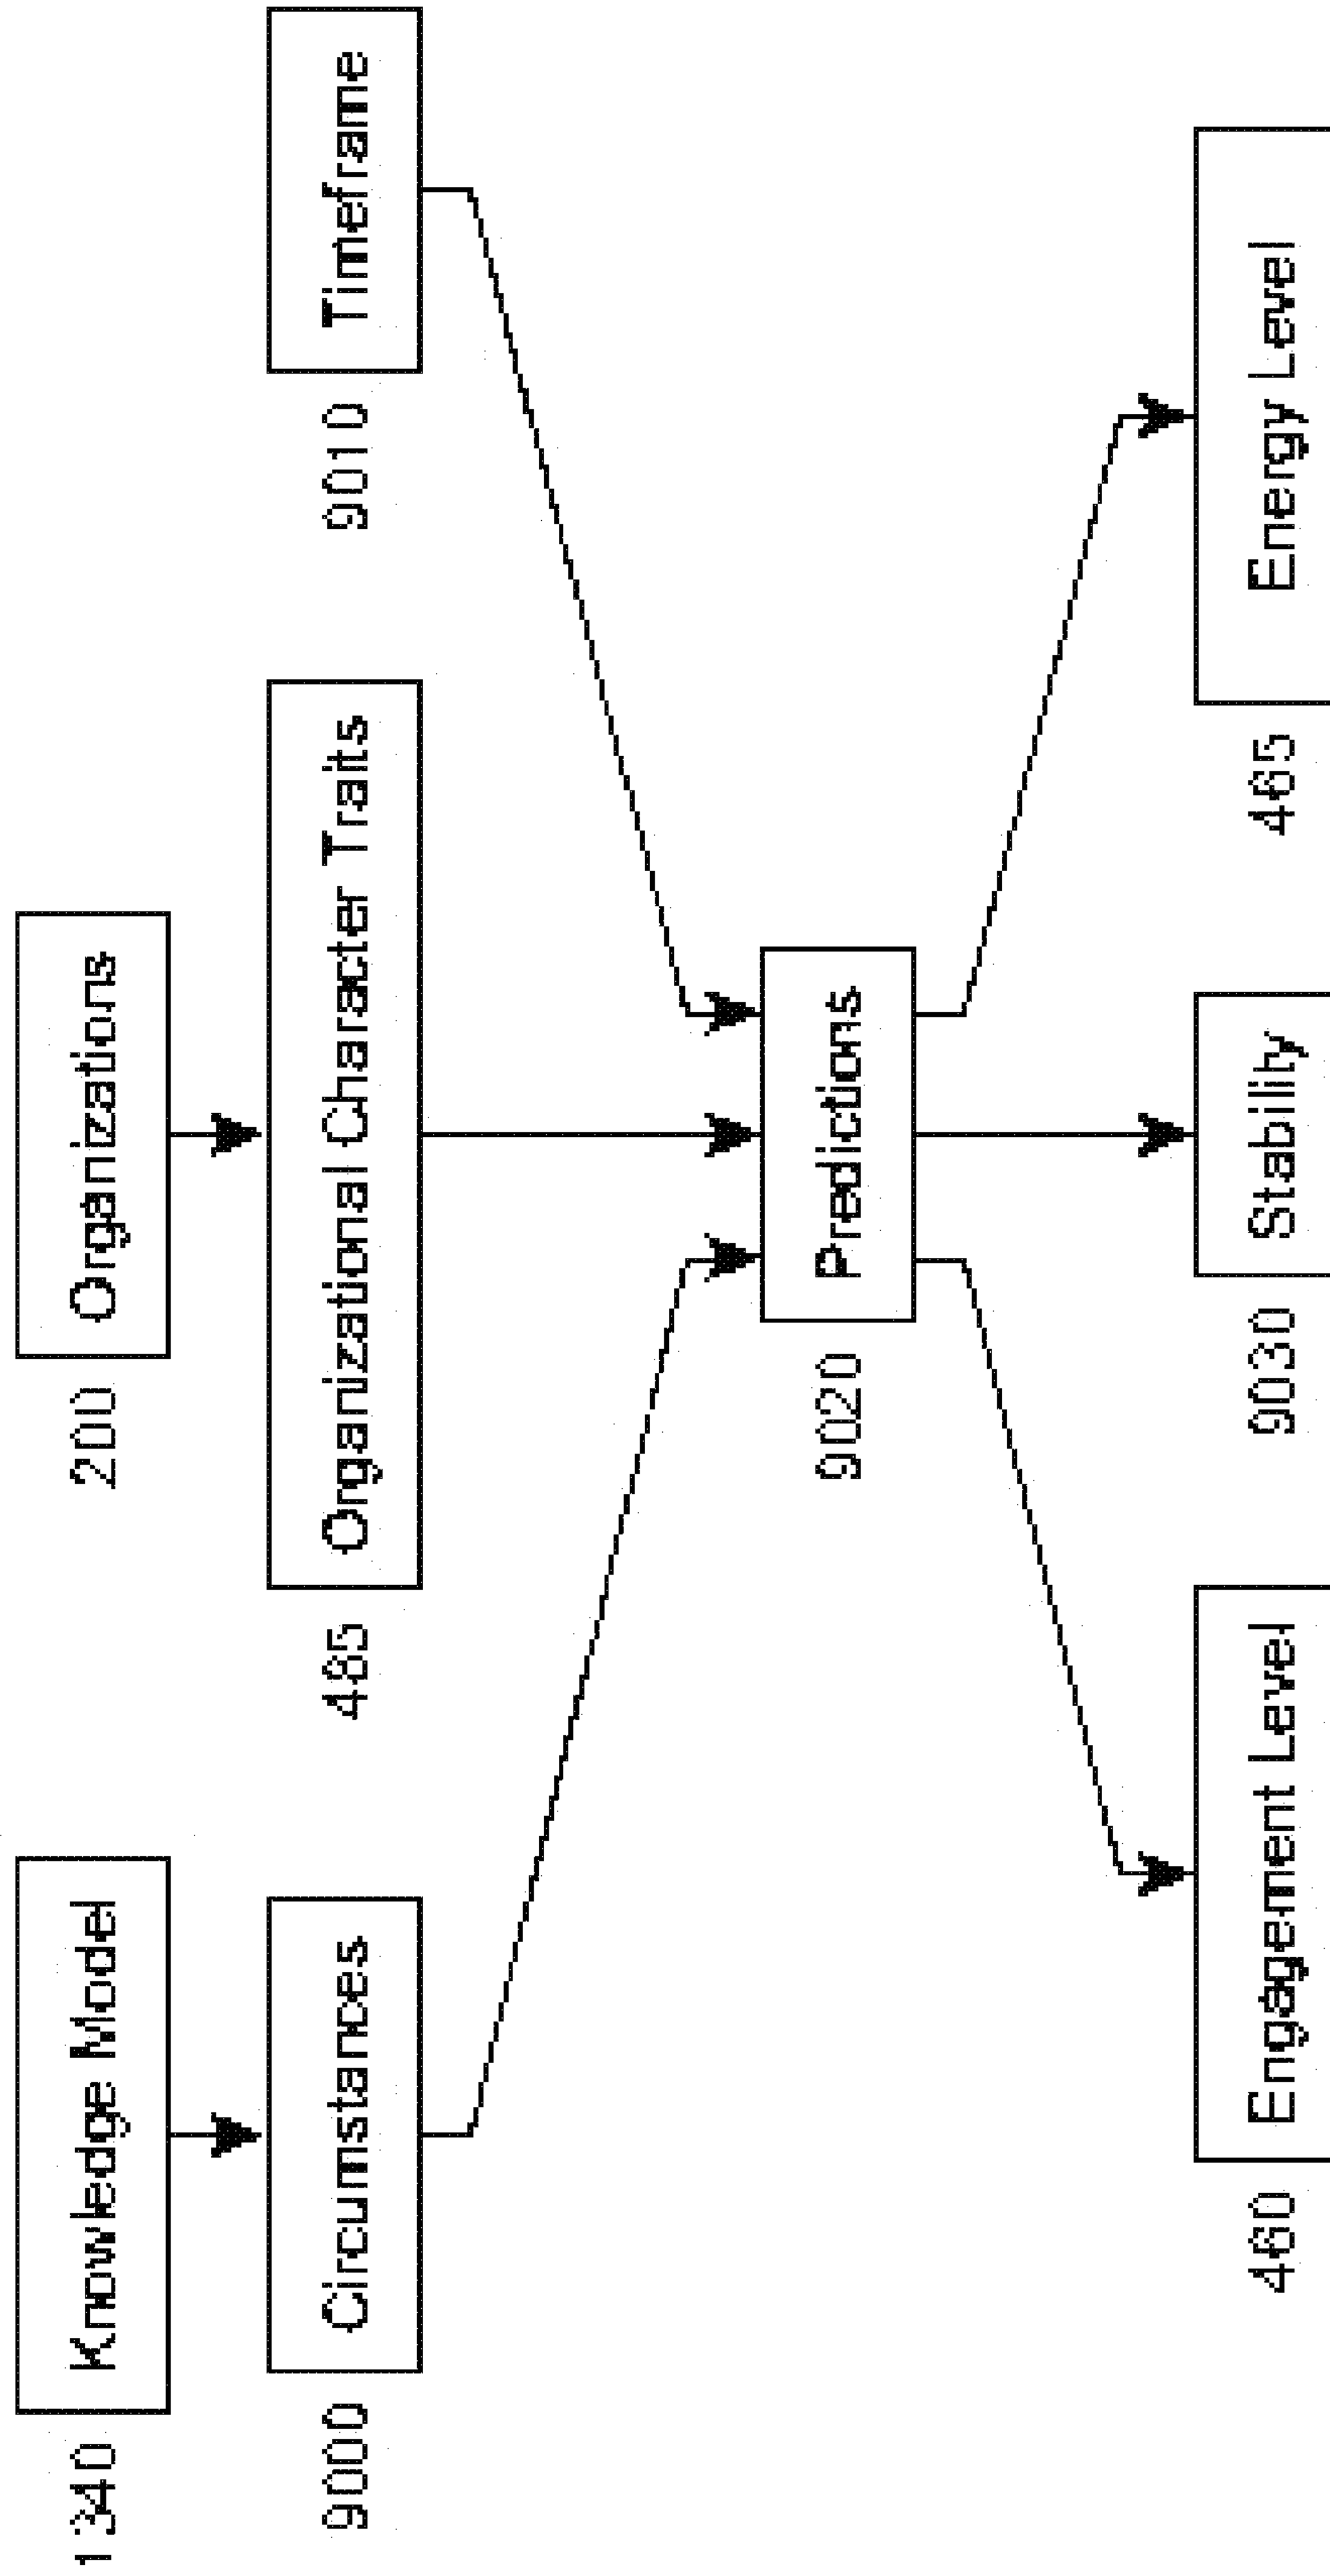 1340 Knowledge Model
200 Organizations
9000 Circumstances
485 Organizational Character Traits
9010 Timeframe
9020 Predictions
460 Engagement Level
9030 Stability
465 Energy Level